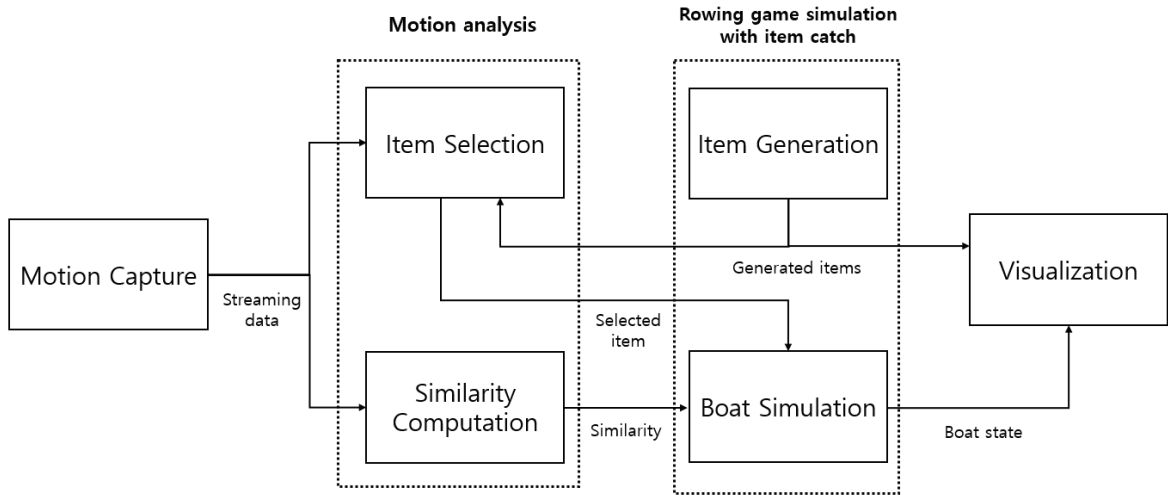 Motion analysis
Rowing game simulation
with item catch
Item Selection
Item Generation
Motion Capture
Streaming
data
Generated items
Visualization
Selected
item
Similarity
Computation
Similarity
Boat Simulation
Boat state